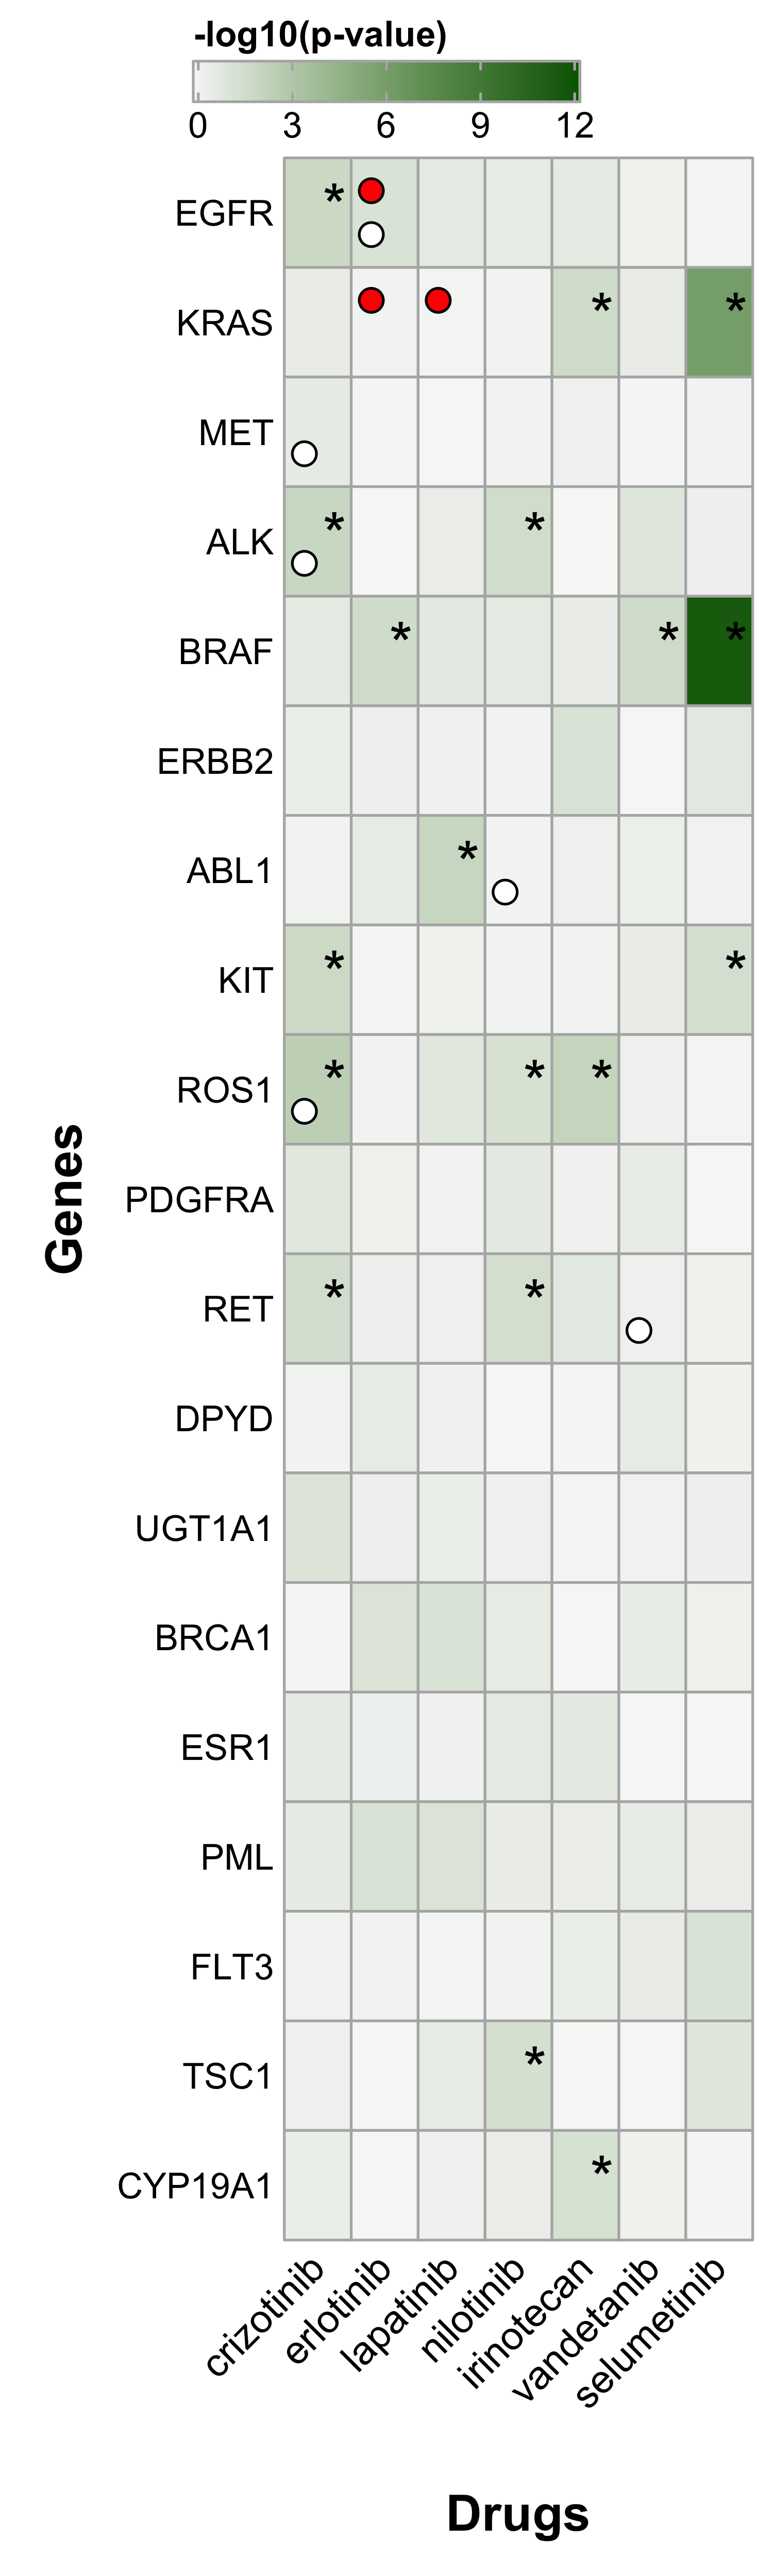 -log10(p-value)
0 3 6 9 12
EGFR *
KRAS * *
MET
ALK * *
BRAF * * *
ERBB2
ABL1 *
KIT * *
ROS1 * * *
PDGFRA
RET * *
DPYD
UGT1A1
BRCA1
ESR1
PML
FLT3
TSC1 *
CYP19A1 *
Genes
crizotinib
erlotinib
lapatinib
nilotinib
irinotecan
vandetanib
selumetinib
Drugs